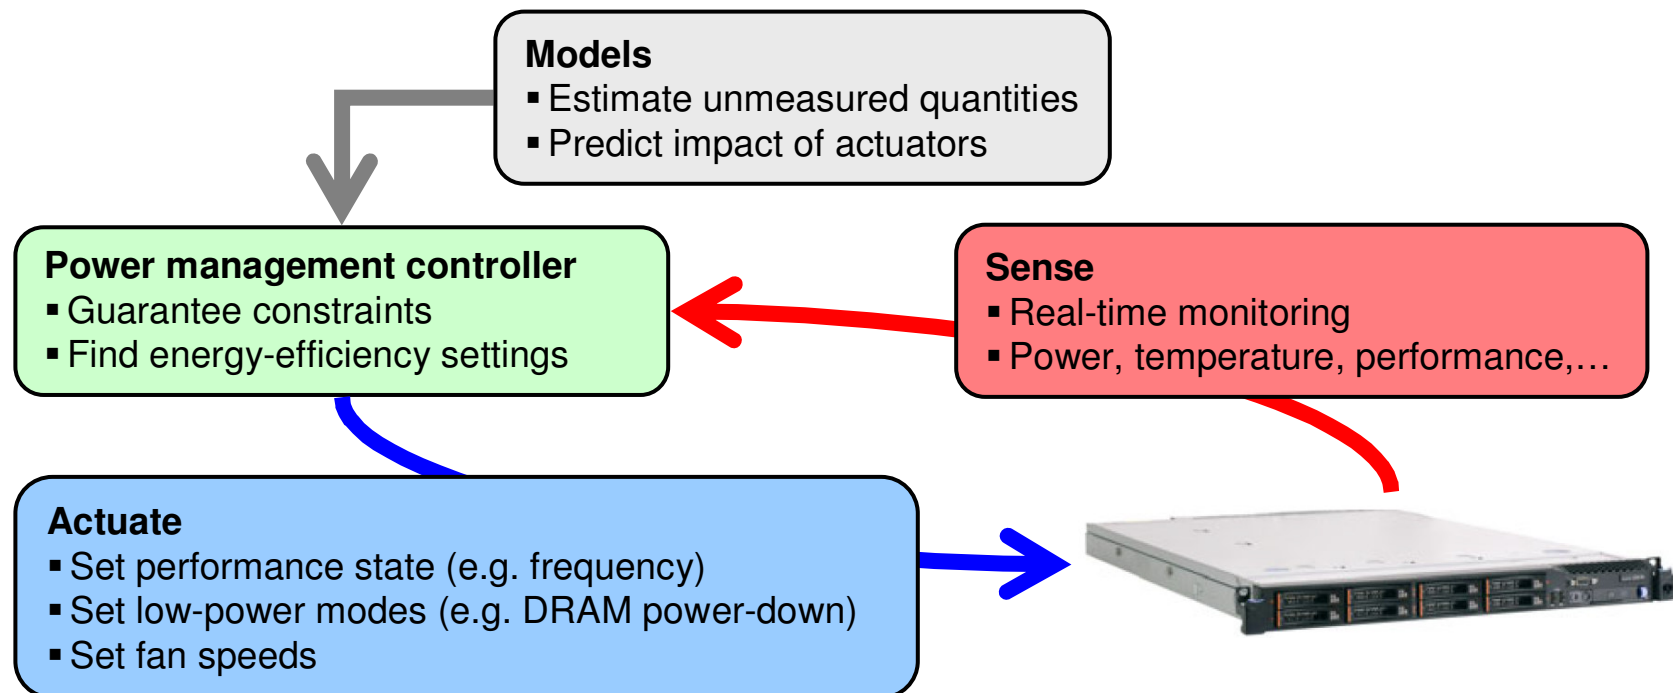 Models
▪ Estimate unmeasured quantities
▪ Predict impact of actuators
Power management controller
▪ Guarantee constraints
▪ Find energy-efficiency settings
Sense
▪ Real-time monitoring
▪ Power, temperature, performance,…
Actuate
▪ Set performance state (e.g. frequency)
▪ Set low-power modes (e.g. DRAM power-down)
▪ Set fan speeds